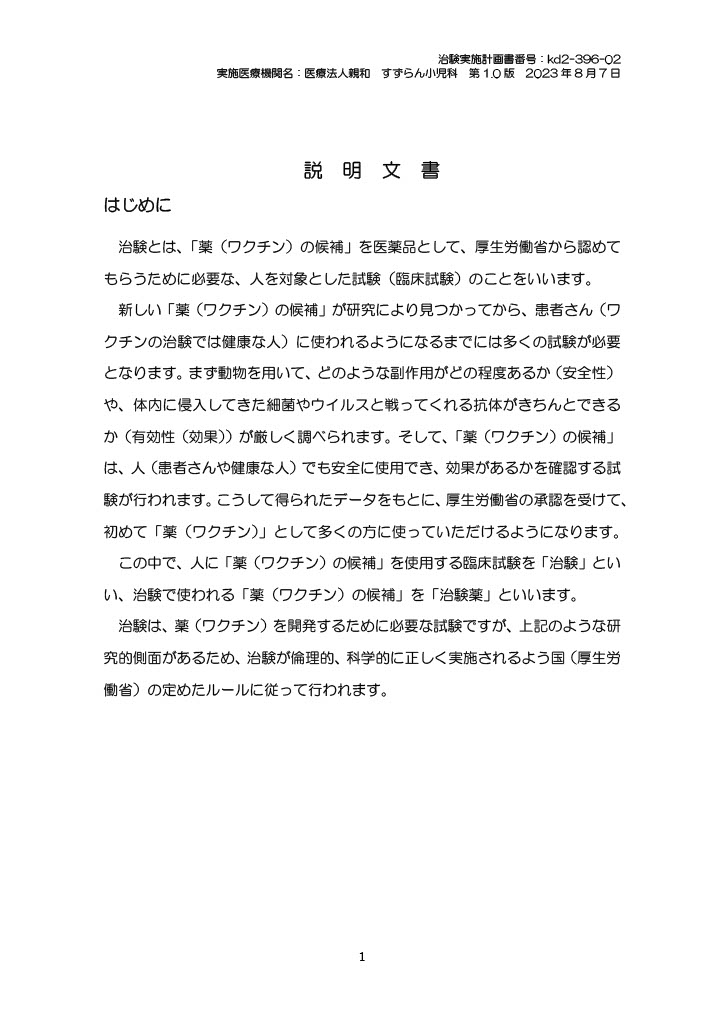 治験実施計画書番号：kd2-396-02
実施医療機関名：医療法人親和　すずらん小児科　第 1.0 版　2023 年 8 月 7 日
説　明　文　書
はじめに
　治験とは、「薬（ワクチン）の候補」を医薬品として、厚生労働省から認めて
もらうために必要な、人を対象とした試験（臨床試験）のことをいいます。
　新しい「薬（ワクチン）の候補」が研究により見つかってから、患者さん（ワ
クチンの治験では健康な人）に使われるようになるまでには多くの試験が必要
となります。まず動物を用いて、どのような副作用がどの程度あるか（安全性）
や、体内に侵入してきた細菌やウイルスと戦ってくれる抗体がきちんとできる
か（有効性（効果））が厳しく調べられます。そして、「薬（ワクチン）の候補」
は、人（患者さんや健康な人）でも安全に使用でき、効果があるかを確認する試
験が行われます。こうして得られたデータをもとに、厚生労働省の承認を受けて、
初めて「薬（ワクチン）」として多くの方に使っていただけるようになります。
　この中で、人に「薬（ワクチン）の候補」を使用する臨床試験を「治験」とい
い、治験で使われる「薬（ワクチン）の候補」を「治験薬」といいます。
　治験は、薬（ワクチン）を開発するために必要な試験ですが、上記のような研
究的側面があるため、治験が倫理的、科学的に正しく実施されるよう国（厚生労
働省）の定めたルールに従って行われます。
1